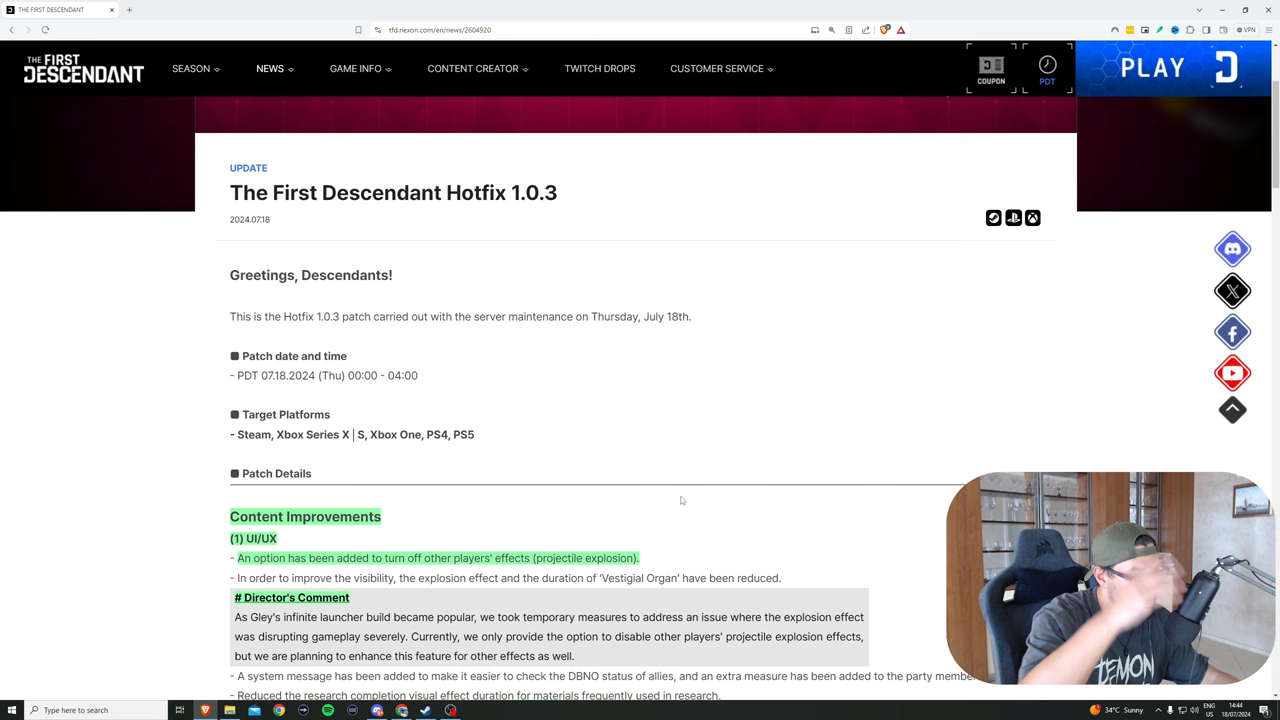 THE FIRST DESCENDANT
tfd.nexon.com/en/news/2604920
VPN
THE FIRST
DESCENDANT
SEASON
NEWS
GAME INFO
CONTENT CREATOR
TWITCH DROPS
CUSTOMER SERVICE
COUPON
PDT
PLAY
UPDATE
The First Descendant Hotfix 1.0.3
2024.07.18
Greetings, Descendants!
This is the Hotfix 1.0.3 patch carried out with the server maintenance on Thursday, July 18th.
Patch date and time
- PDT 07.18.2024 (Thu) 00:00 - 04:00
Target Platforms
- Steam, Xbox Series X | S, Xbox One, PS4, PS5
Patch Details
Content Improvements
(1) UI/UX
- An option has been added to turn off other players' effects (projectile explosion).
- In order to improve the visibility, the explosion effect and the duration of 'Vestigial Organ' have been reduced.
# Director's Comment
As Gley's infinite launcher build became popular, we took temporary measures to address an issue where the explosion effect
was disrupting gameplay severely. Currently, we only provide the option to disable other players' projectile explosion effects,
but we are planning to enhance this feature for other effects as well.
- A system message has been added to make it easier to check the DBNO status of allies, and an extra measure has been added to the party membe
- Reduced the research completion visual effect duration for materials frequently used in research.
Type here to search
34°C Sunny
ENG
US
14:44
18/07/2024